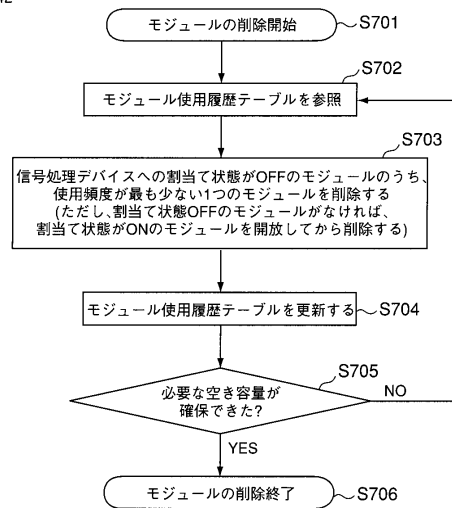 モジュールの削除開始
S701
S702
モジュール使用履歴テーブルを参照
S703
信号処理デバイスへの割当て状態がOFFのモジュールのうち、
使用頻度が最も少ない1つのモジュールを削除する
(ただし、割当て状態OFFのモジュールがなければ、
割当て状態がONのモジュールを開放してから削除する)
モジュール使用履歴テーブルを更新する
S704
S705
必要な空き容量が
確保できた?
NO
YES
モジュールの削除終了
S706